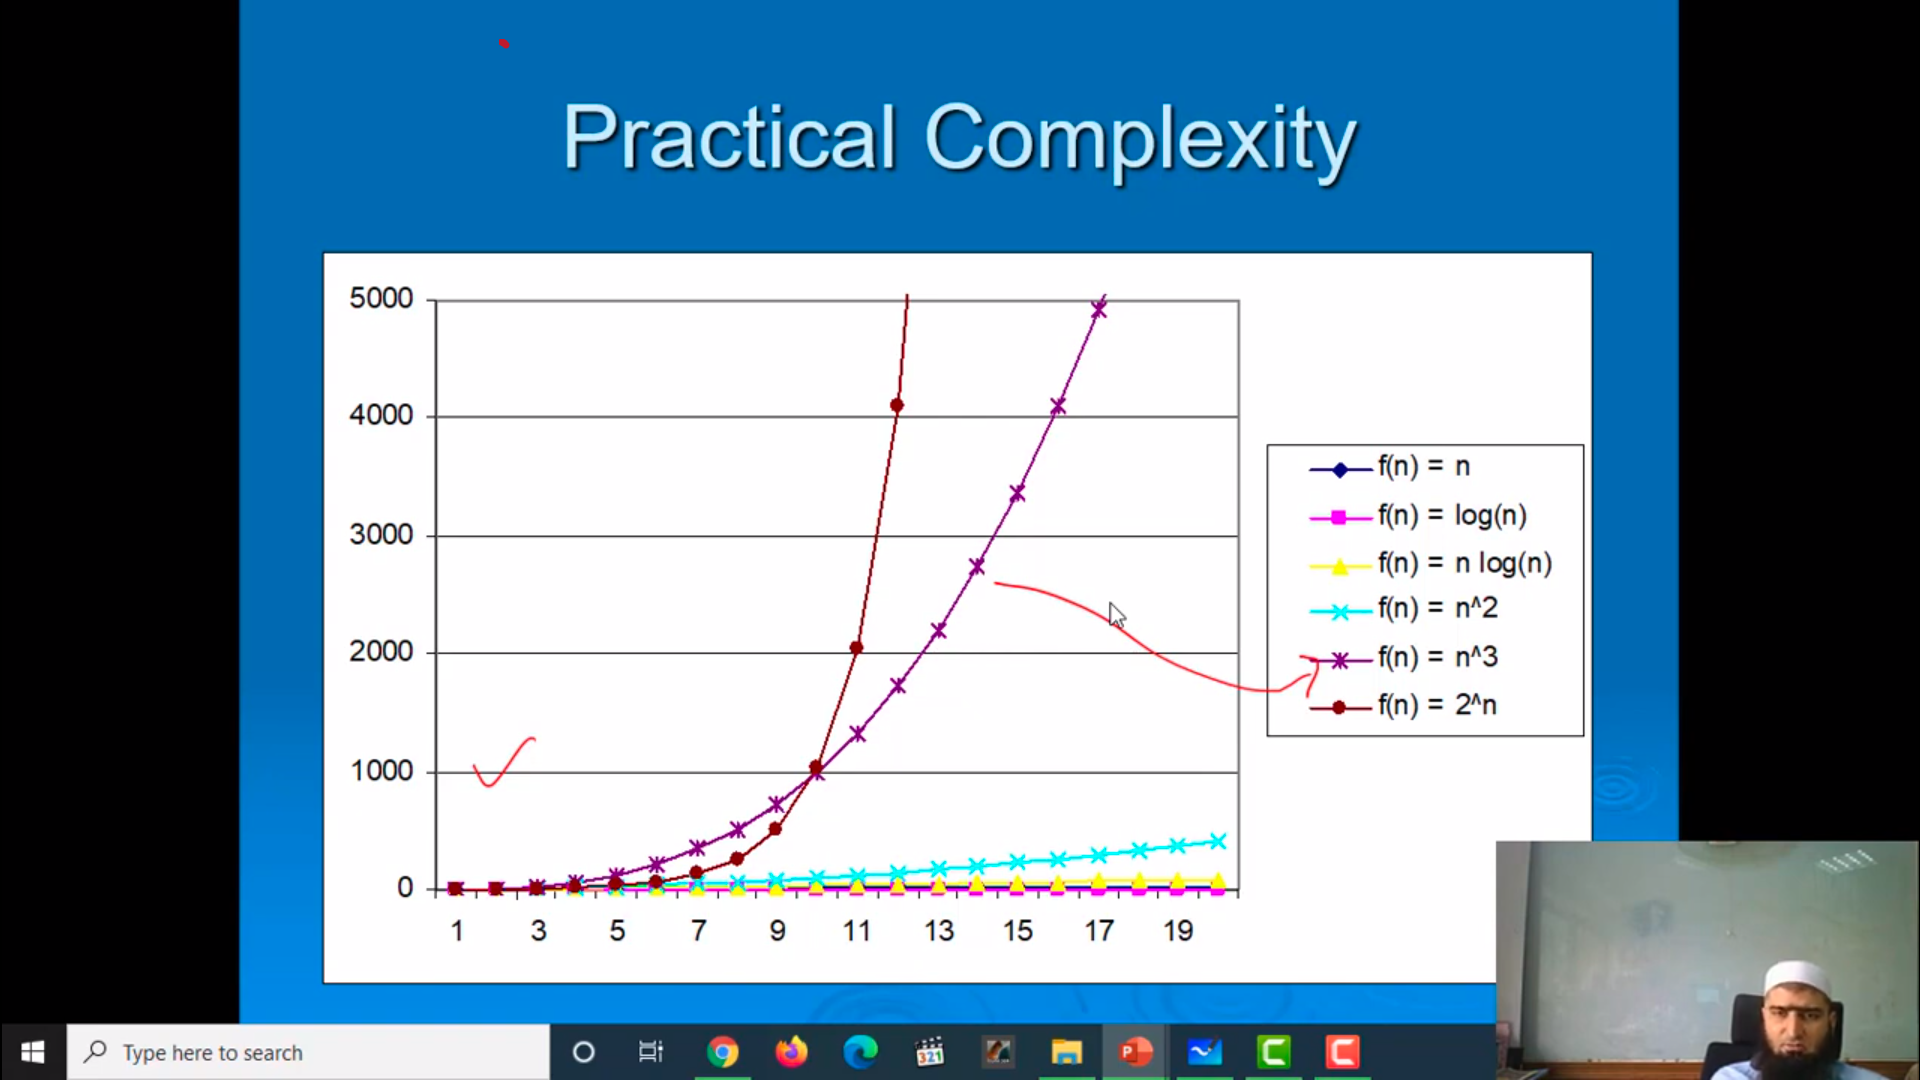 Practical Complexity
5000
4000
3000
2000
1000
0
1 3 5 7 9 11 13 15 17 19
f(n) = n
f(n) = log(n)
f(n) = n log(n)
f(n) = n^2
f(n) = n^3
f(n) = 2^n
Type here to search
321